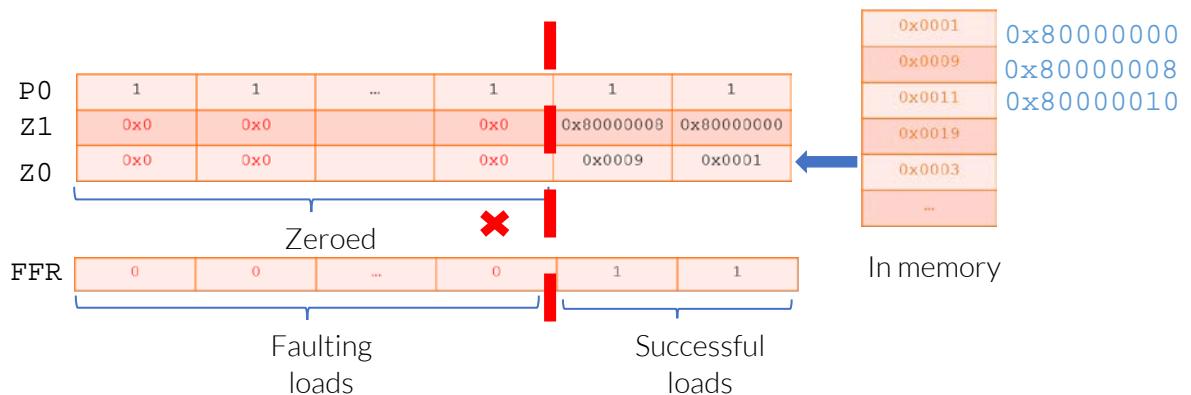 0x0001 0x80000000
0x0009 0x80000008
0x0011 0x80000010
0x0019
0x0003
...
In memory
P0 1 1 ... 1 1 1
Z1 0x0 0x0 0x0 0x80000008 0x80000000
Z0 0x0 0x0 0x0 0x0009 0x0001
Zeroed
FFR 0 0 ... 0 1 1
Faulting
loads
Successful
loads